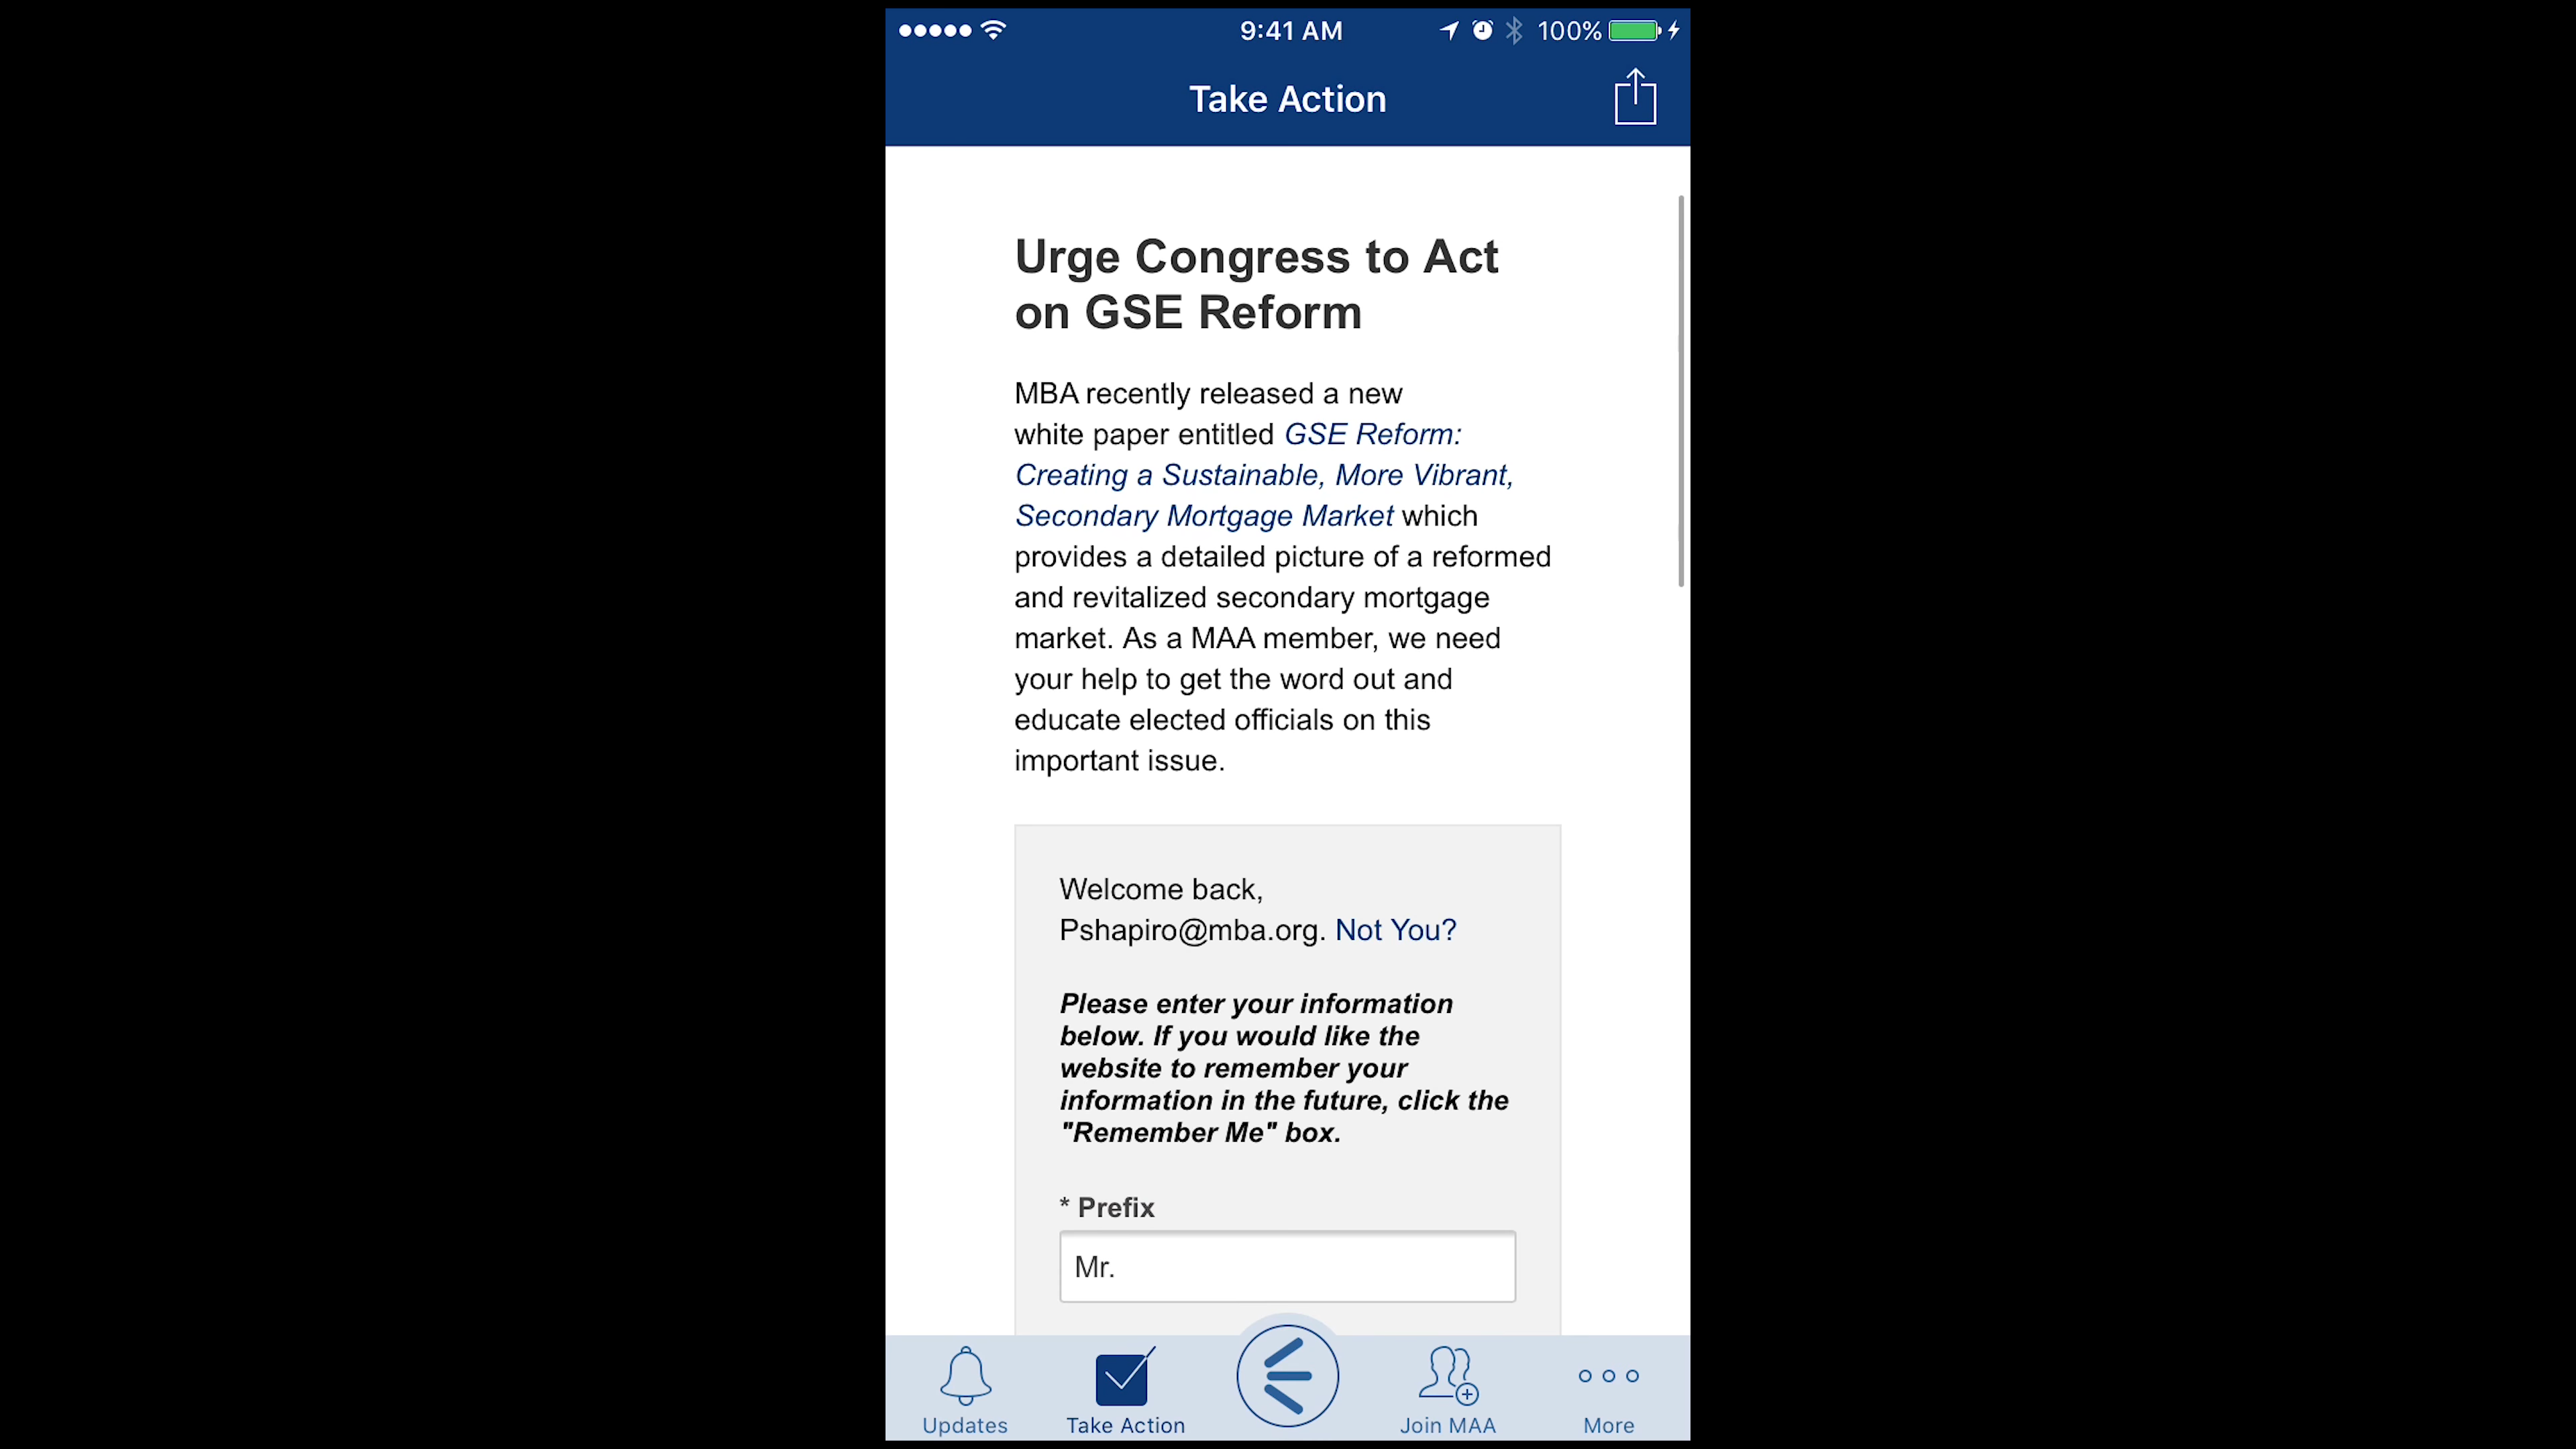 9:41 AM
100%
Take Action
Urge Congress to Act
on GSE Reform
MBA recently released a new
white paper entitled GSE Reform:
Creating a Sustainable, More Vibrant,
Secondary Mortgage Market which
provides a detailed picture of a reformed
and revitalized secondary mortgage
market. As a MAA member, we need
your help to get the word out and
educate elected officials on this
important issue.
Welcome back,
Pshapiro@mba.org. Not You?
Please enter your information
below. If you would like the
website to remember your
information in the future, click the
"Remember Me" box.
* Prefix
Mr.
Updates
Take Action
Join MAA
More